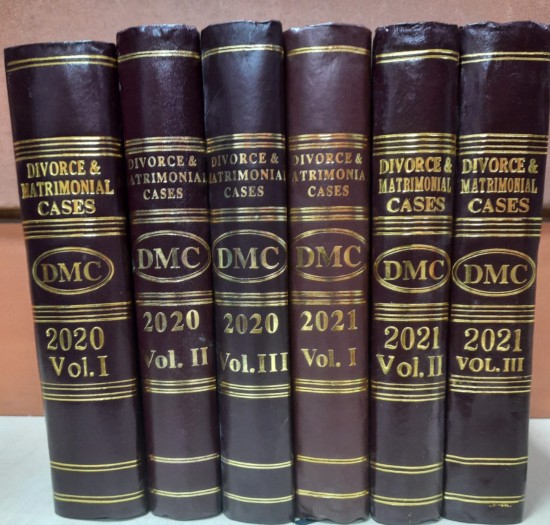 DIVORCE &
MATRIMONIAL
CASES
DMC
2020
Vol.I
DIVORCE &
MATRIMONIAL
CASES
DMC
2020
Vol. II
DIVORCE &
MATRIMONIAL
CASES
DMC
2020
Vol.III
DIVORCE &
MATRIMONIAL
CASES
DMC
2021
Vol. I
DIVORCE &
MATRIMONIAL
CASES
DMC
2021
Vol.II
DIVORCE &
MATRIMONIAL
CASES
DMC
2021
VOL.III